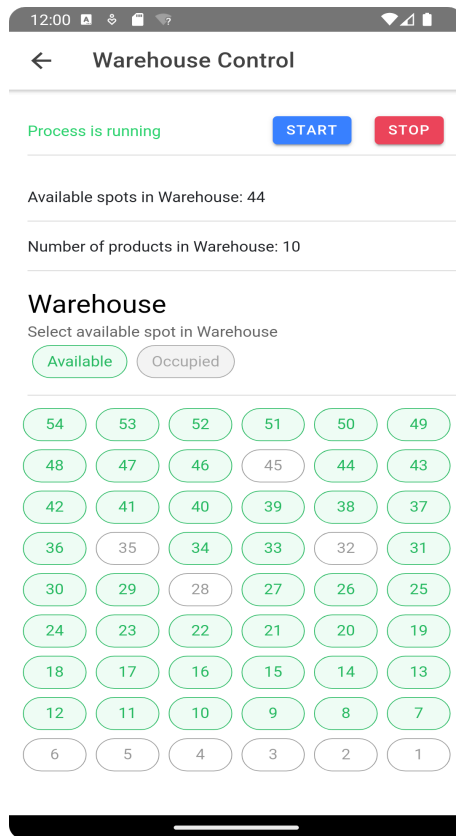 12:00
Warehouse Control
Process is running START STOP
Available spots in Warehouse: 44
Number of products in Warehouse: 10
Warehouse
Select available spot in Warehouse
Available Occupied
54 53 52 51 50 49
48 47 46 45 44 43
42 41 40 39 38 37
36 35 34 33 32 31
30 29 28 27 26 25
24 23 22 21 20 19
18 17 16 15 14 13
12 11 10 9 8 7
6 5 4 3 2 1